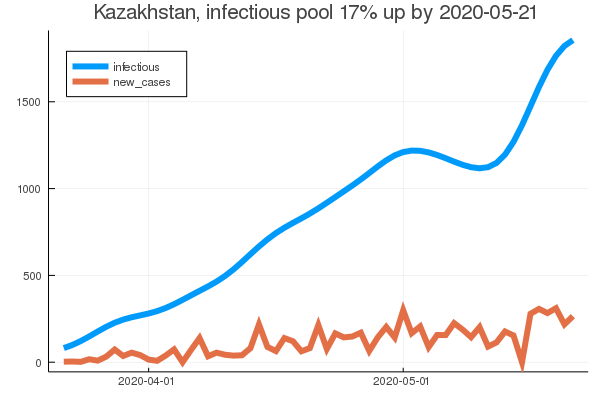 Kazakhstan, infectious pool 17% up by 2020-05-21
infectious
new_cases
1500
1000
500
0
2020-04-01
2020-05-01